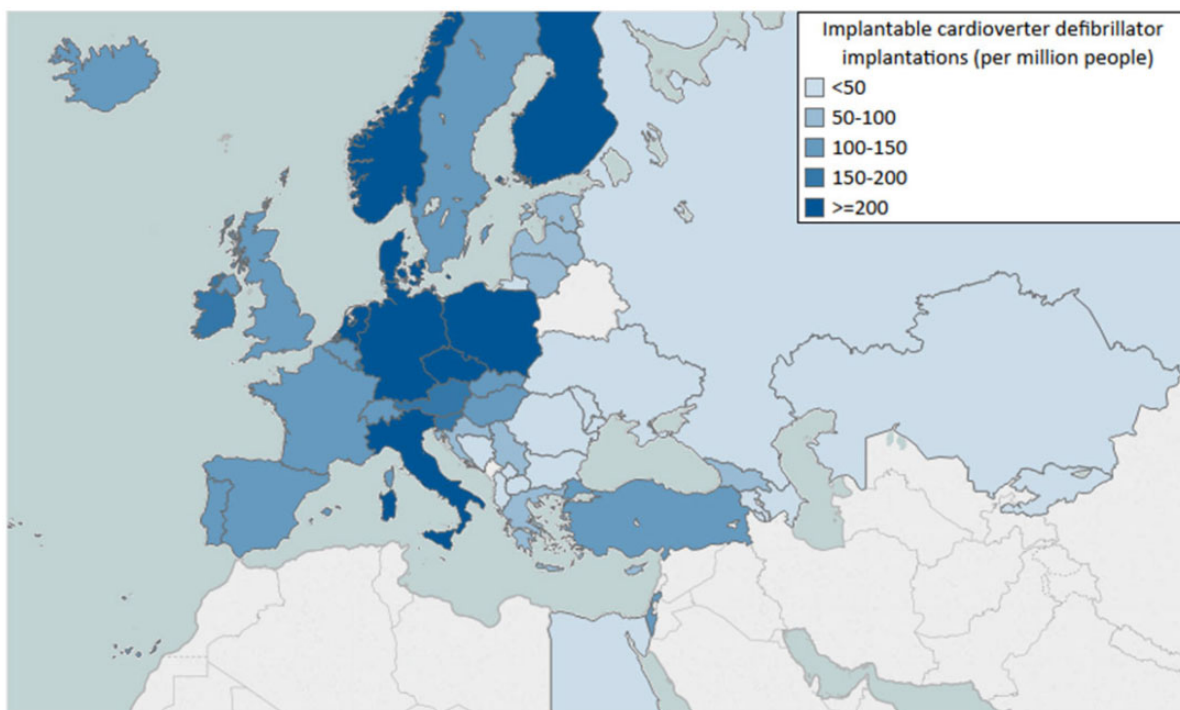 Implantable cardioverter defibrillator
implantations (per million people)
<50
50-100
100-150
150-200
>=200